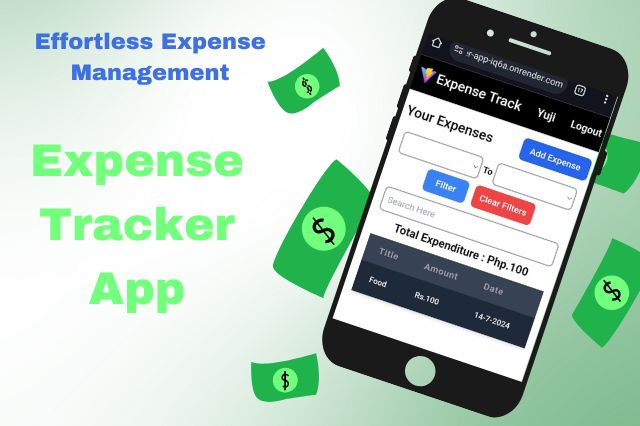 Effortless Expense
Management
Expense
Tracker
App
r-app-iq6a.onrender.com
Expense Track
Yuji
Logout
Your Expenses
Add Expense
To
Filter
Clear Filters
Search Here
Total Expenditure : Php.100
Title Amount Date
Food Rs.100 14-7-2024
$
$
$
$